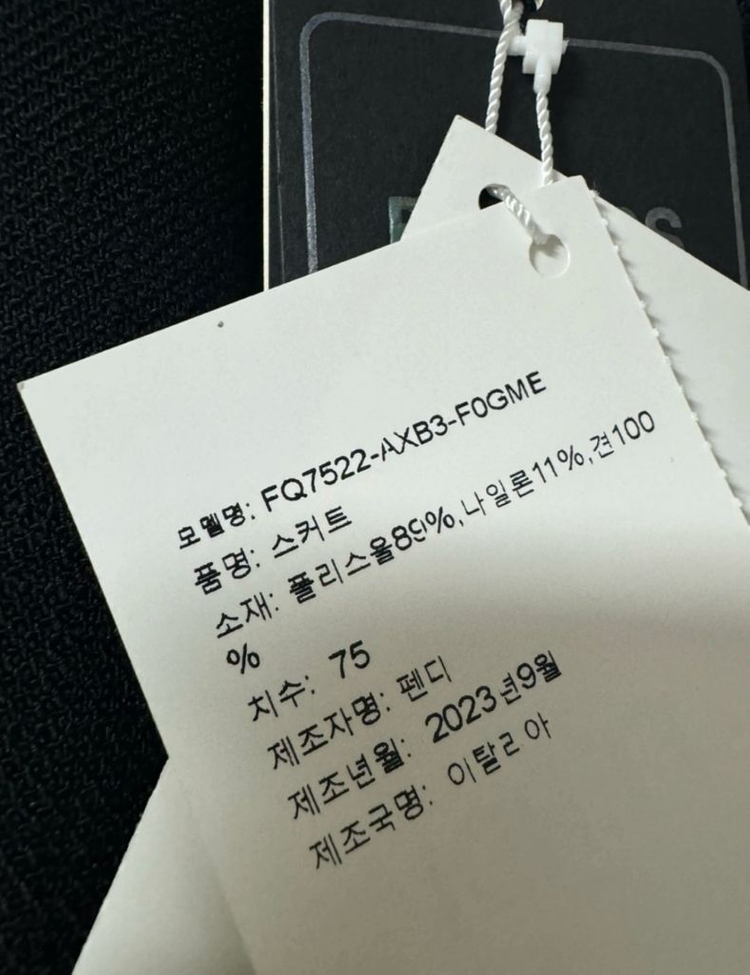 모델명: FQ7522-AXB3-F0GME
품명: 스커트
소재: 플리스울89%,나일론11%,견100
%
치수: 75
제조자명: 펜디
제조년월: 2023년9월
제조국명: 이탈리아